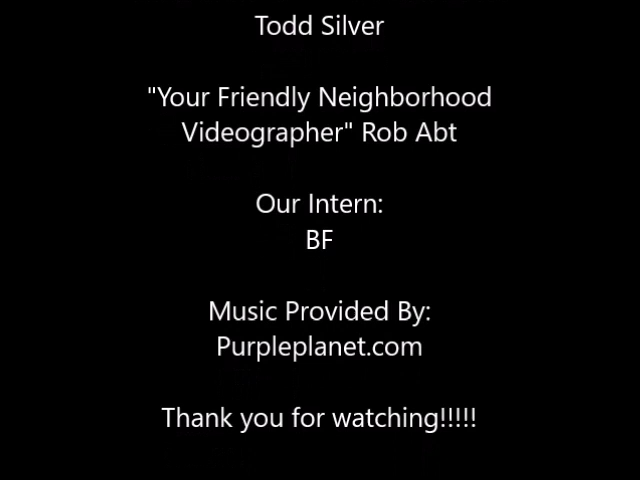 Todd Silver
"Your Friendly Neighborhood
Videographer" Rob Abt
Our Intern:
BF
Music Provided By:
Purpleplanet.com
Thank you for watching!!!!!